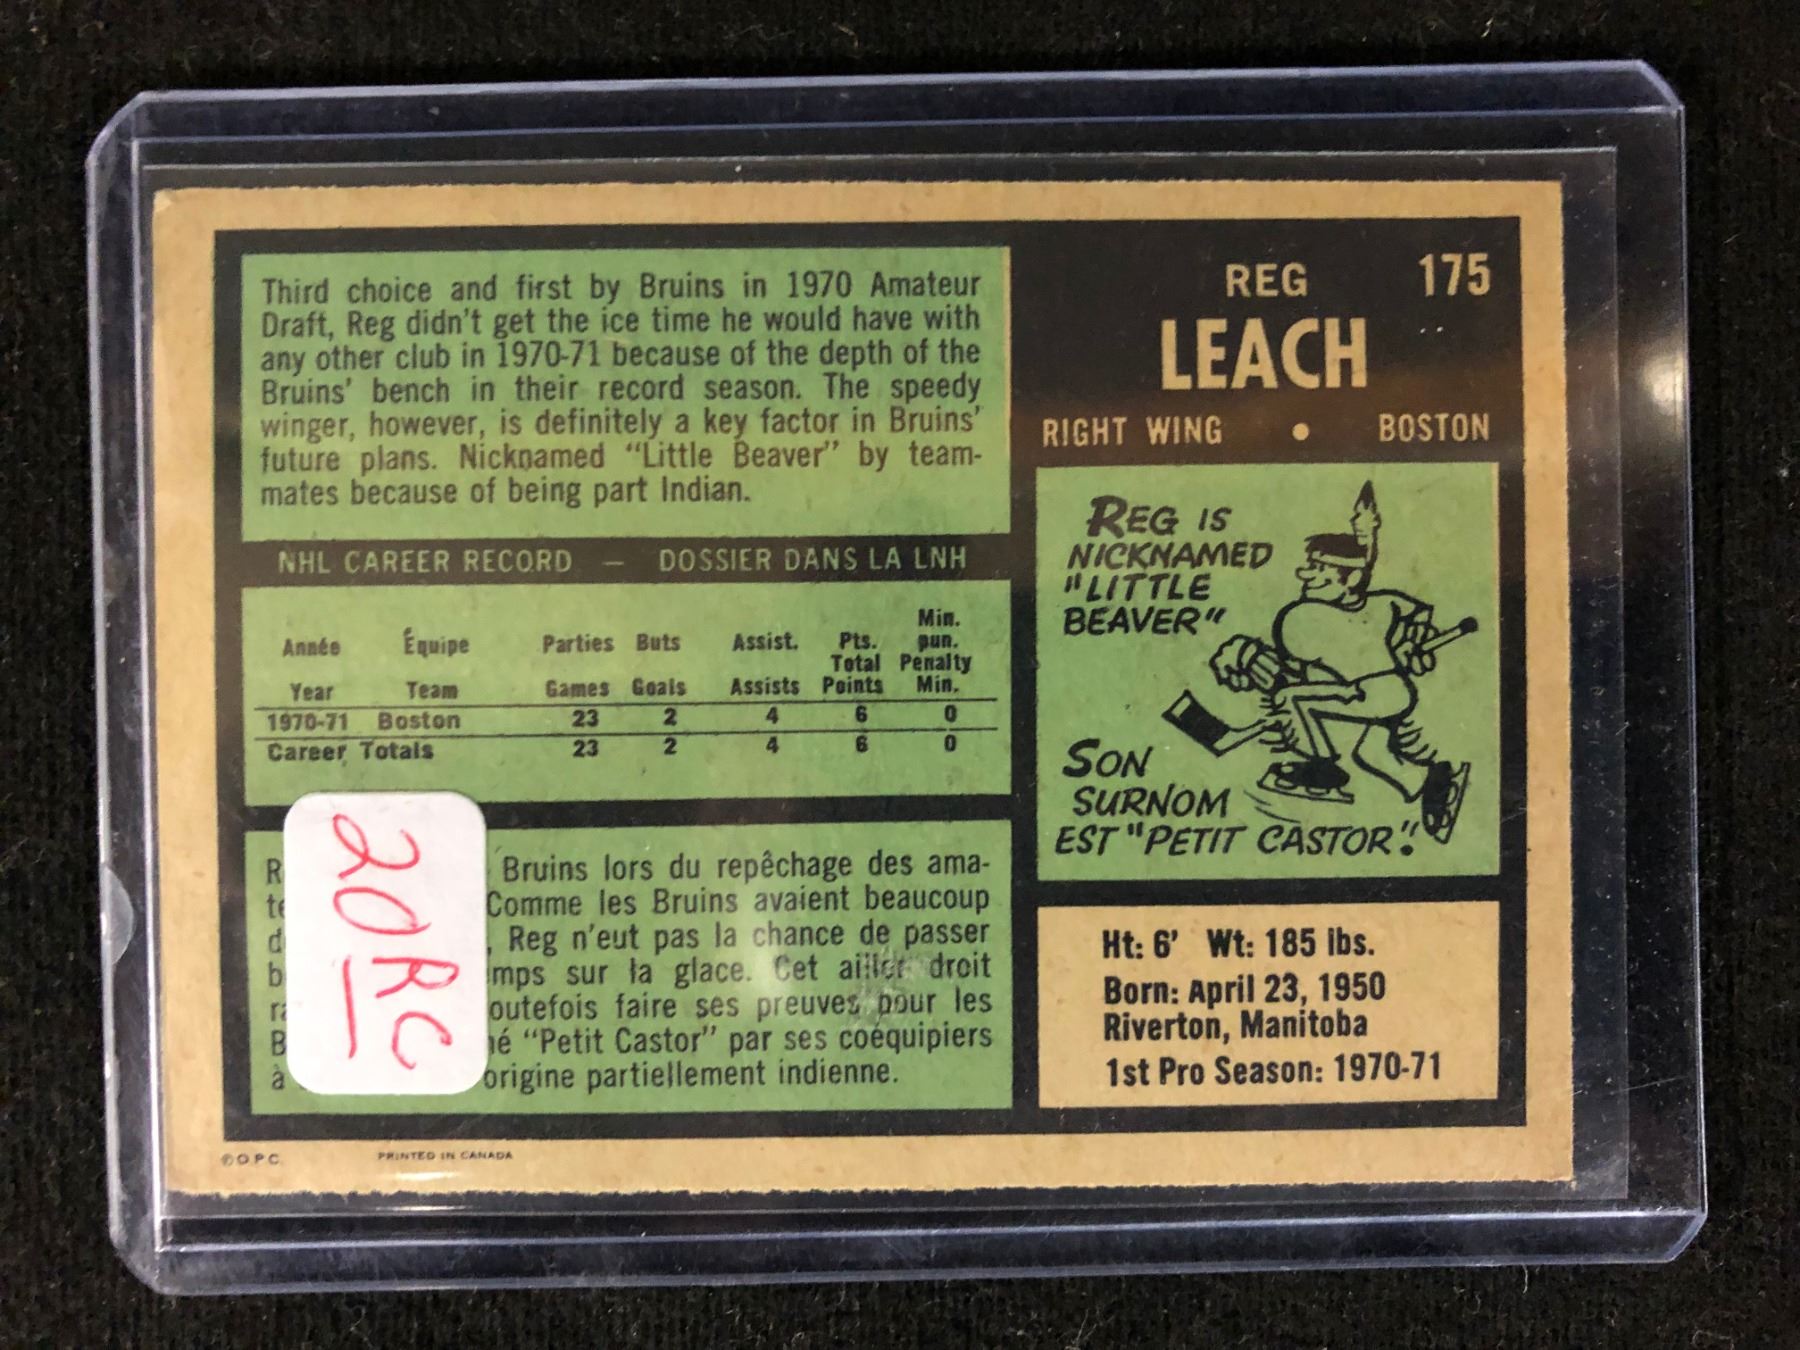 Third choice and first by Bruins in 1970 Amateur
Draft, Reg didn't get the ice time he would have with
any other club in 1970-71 because of the depth of the
Bruins' bench in their record season. The speedy
winger, however, is definitely a key factor in Bruins'
future plans. Nicknamed "Little Beaver" by team-
mates because of being part Indian.
NHL CAREER RECORD — DOSSIER DANS LA LNH
Année Équipe Parties Buts Assist. Pts. Total Min. pun.
Year Team Games Goals Assists Points Penalty Min.
1970-71 Boston 23 2 4 6 0
Career Totals 23 2 4 6 0
Bruins lors du repêchage des ama-
Comme les Bruins avaient beaucoup
, Reg n'eut pas la chance de passer
sur la glace. Cet ailier droit
faire ses preuves pour les
"Petit Castor" par ses coéquipiers
à origine partiellement indienne.
20 RC
© O.P.C. PRINTED IN CANADA
REG 175
LEACH
RIGHT WING • BOSTON
REG IS
NICKNAMED
"LITTLE
BEAVER"
SON
SURNOM
EST "PETIT CASTOR"!
Ht: 6' Wt: 185 lbs.
Born: April 23, 1950
Riverton, Manitoba
1st Pro Season: 1970-71